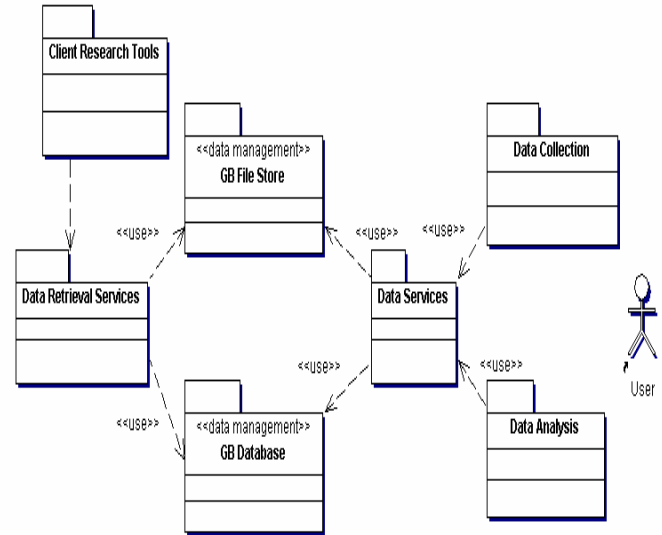 Client Research Tools
<<data management>>
GB File Store
Data Collection
<<use>>
<<use>>
<<use>>
Data Retrieval Services
Data Services
<<use>>
<<use>>
User
<<use>>
<<data management>>
GB Database
Data Analysis